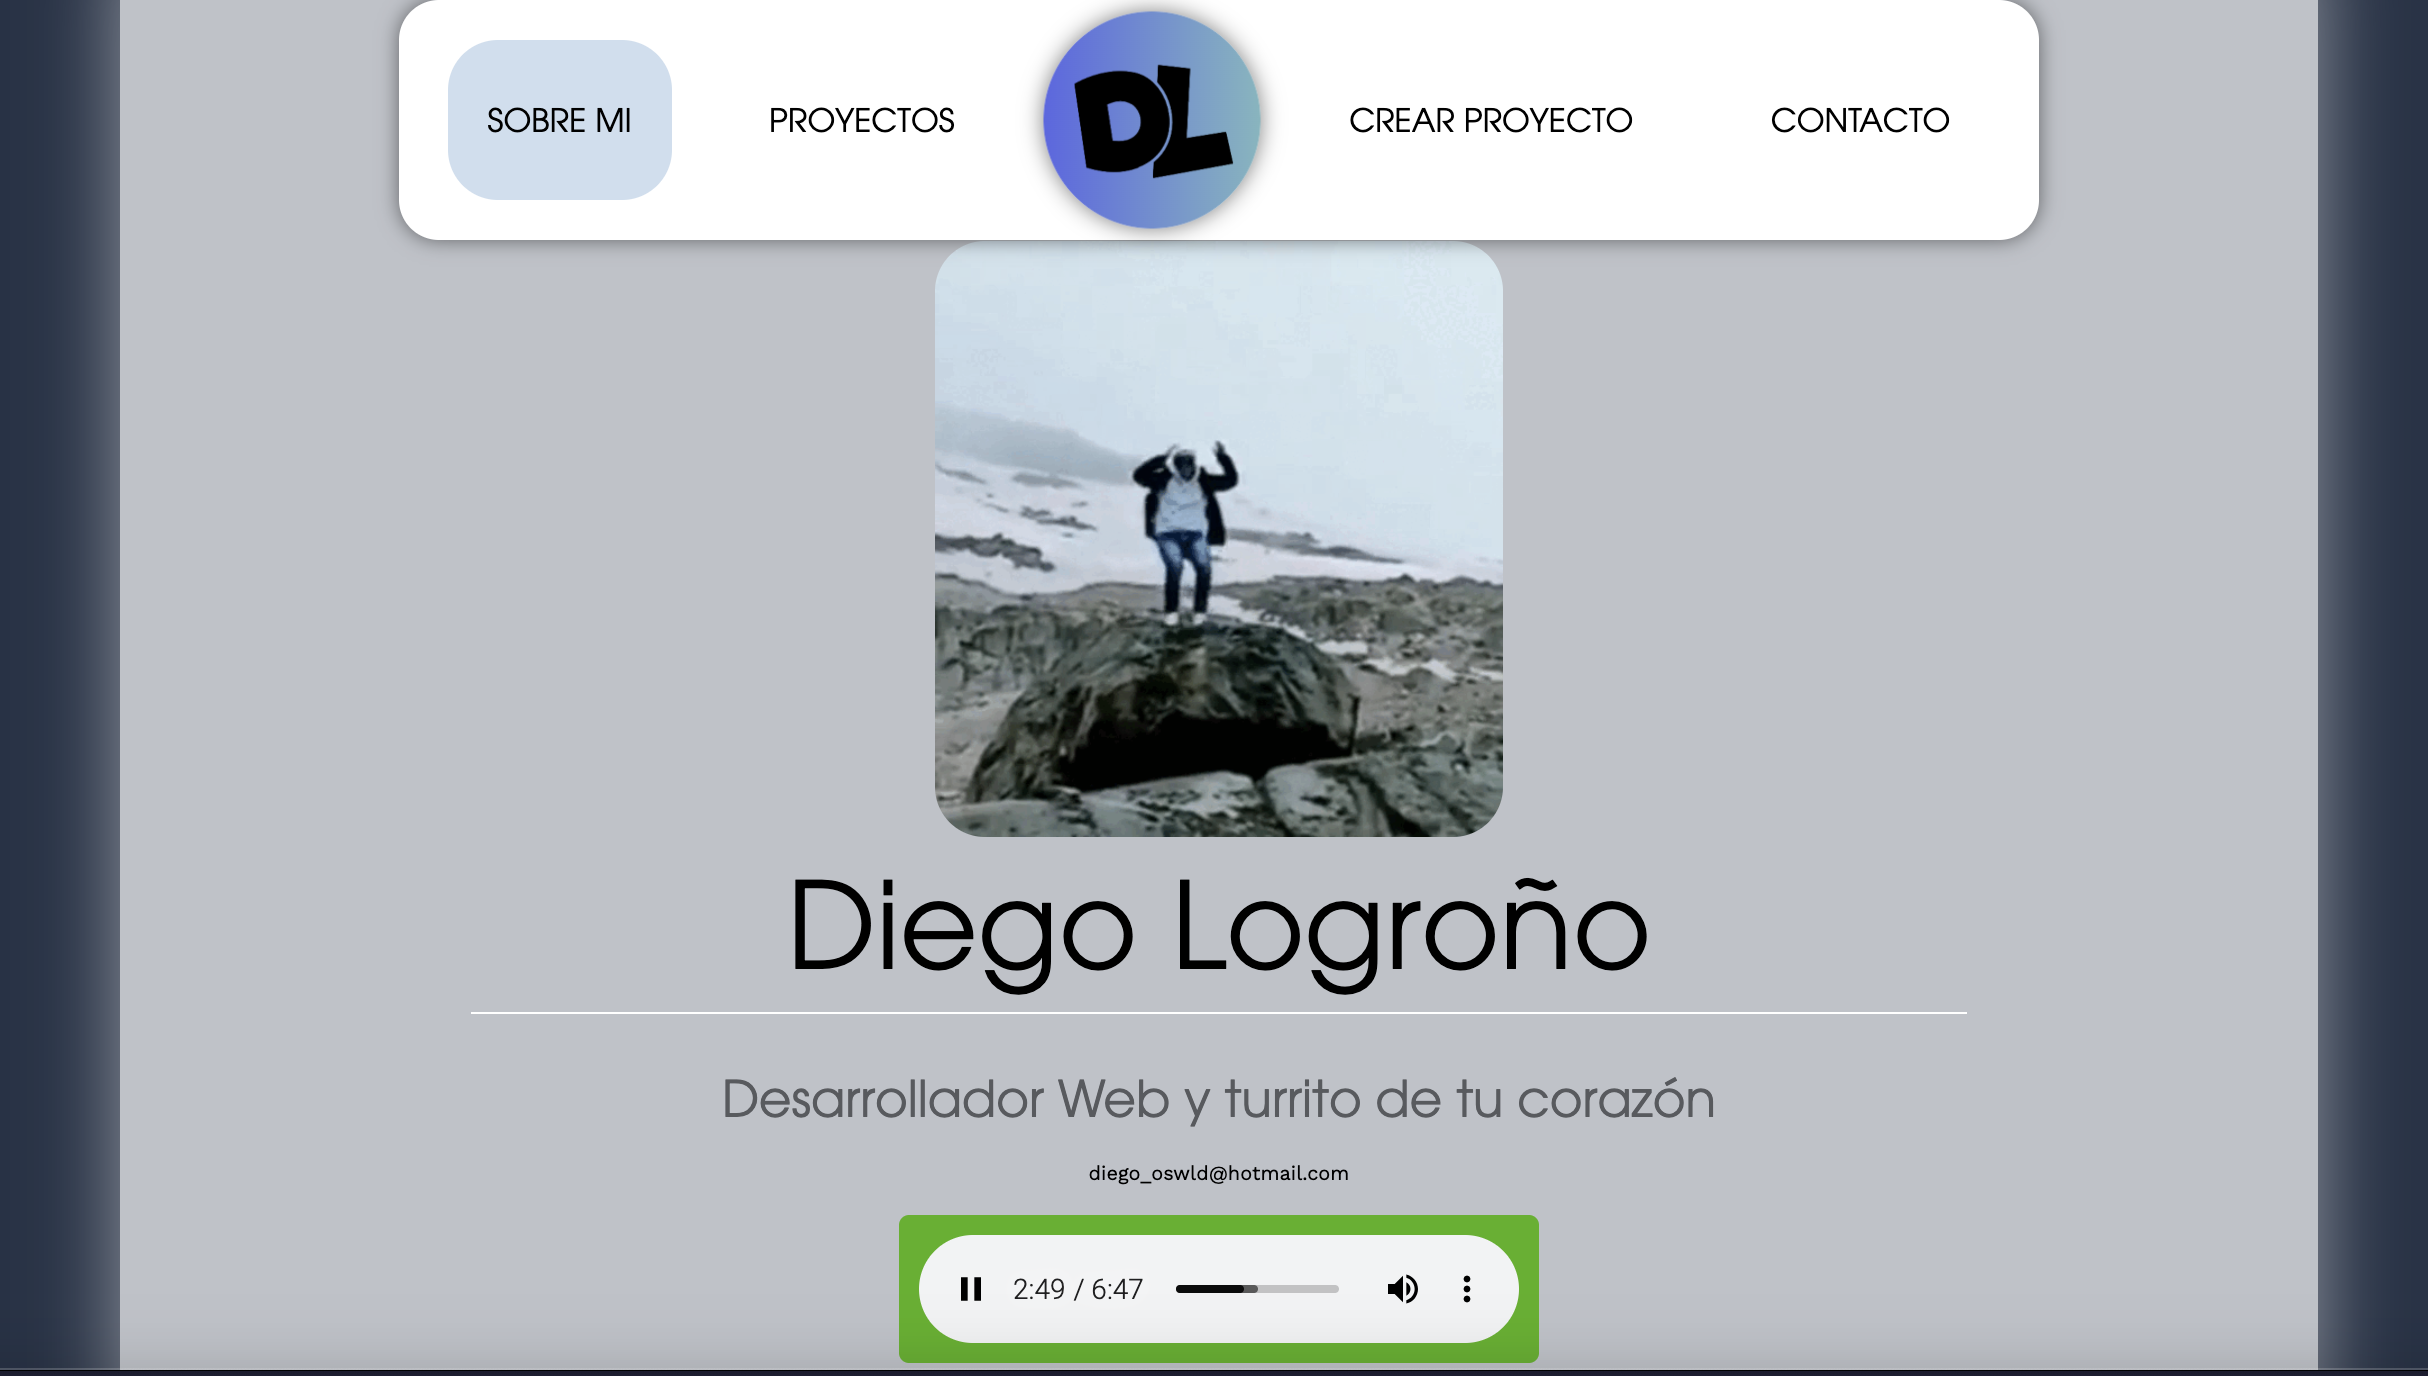 SOBRE MI
PROYECTOS
DL
CREAR PROYECTO
CONTACTO
Diego Logroño
Desarrollador Web y turrito de tu corazón
diego_oswld@hotmail.com
2:49 / 6:47